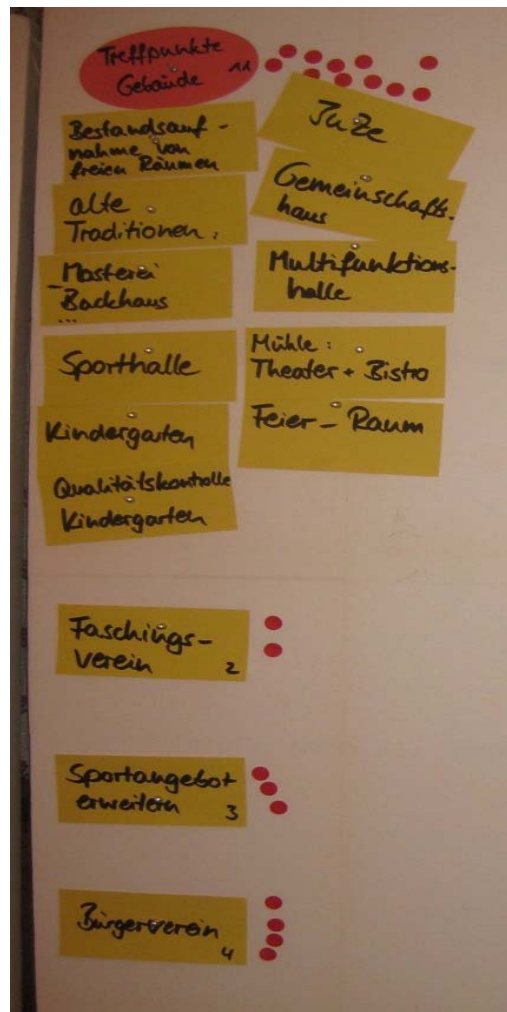 Treffpunkte
Gebäude 11
Bestandsauf-
nahme von
freien Räumen
alte
Traditionen:
- Mosterei
Backhaus
...
Sporthalle
Kindergarten
Qualitätskontrolle
Kindergarten
JuZe
Gemeinschafts-
haus
Multifunktions-
halle
Mühle:
Theater + Bistro
Feier-Raum
Faschings-
verein 2
Sportangebot
erweitern 3
Bürgerverein
4